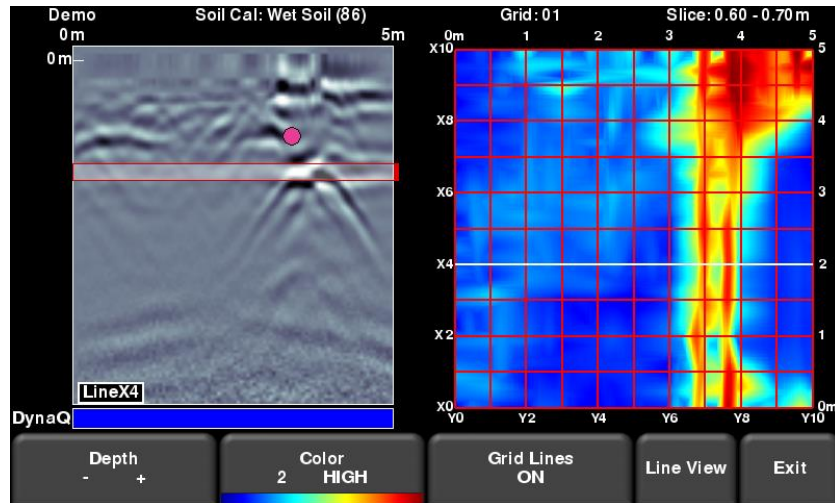 Demo Soil Cal: Wet Soil (86) Grid: 01 Slice: 0.60 - 0.70m
0m 5m
0m
0m 1 2 3 4 5
X10 5
X8 4
X6 3
X4 2
X2 1
X0 0m
Y0 Y2 Y4 Y6 Y8 Y10
LineX4
DynaQ
Depth
- +
Color
2 HIGH
Grid Lines
ON
Line View
Exit